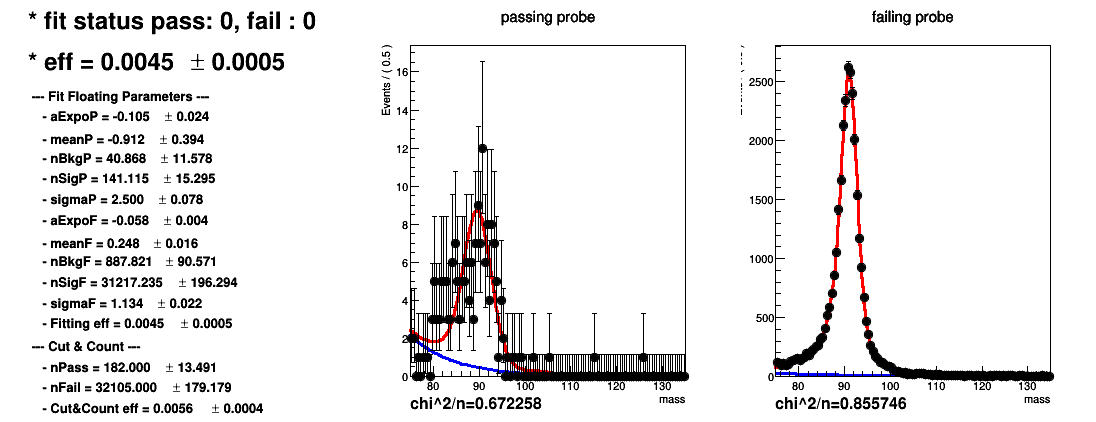 * fit status pass: 0, fail : 0
* eff = 0.0045 ± 0.0005
--- Fit Floating Parameters ---
- aExpoP = -0.105 ± 0.024
- meanP = -0.912 ± 0.394
- nBkgP = 40.868 ± 11.578
- nSigP = 141.115 ± 15.295
- sigmaP = 2.500 ± 0.078
- aExpoF = -0.058 ± 0.004
- meanF = 0.248 ± 0.016
- nBkgF = 887.821 ± 90.571
- nSigF = 31217.235 ± 196.294
- sigmaF = 1.134 ± 0.022
- Fitting eff = 0.0045 ± 0.0005
--- Cut & Count ---
- nPass = 182.000 ± 13.491
- nFail = 32105.000 ± 179.179
- Cut&Count eff = 0.0056 ± 0.0004
passing probe
Events / ( 0.5 )
16
14
12
10
8
6
4
2
0
80 90 100 110 120 130
mass
chi^2/n=0.672258
failing probe
2500
2000
1500
1000
500
0
80 90 100 110 120 130
mass
chi^2/n=0.855746